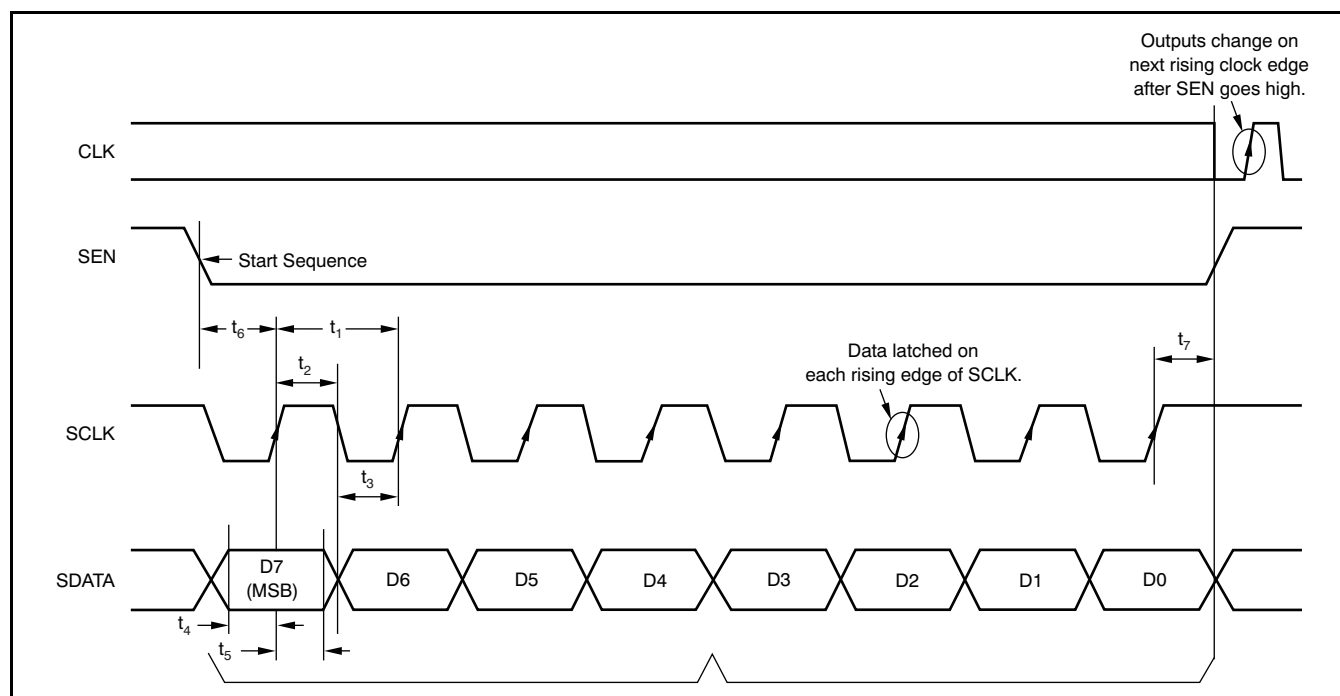 Outputs change on
next rising clock edge
after SEN goes high.
CLK
SEN
Start Sequence
t6
t1
t2
Data latched on
each rising edge of SCLK.
t7
SCLK
t3
SDATA
D7
(MSB)
D6
D5
D4
D3
D2
D1
D0
t4
t5